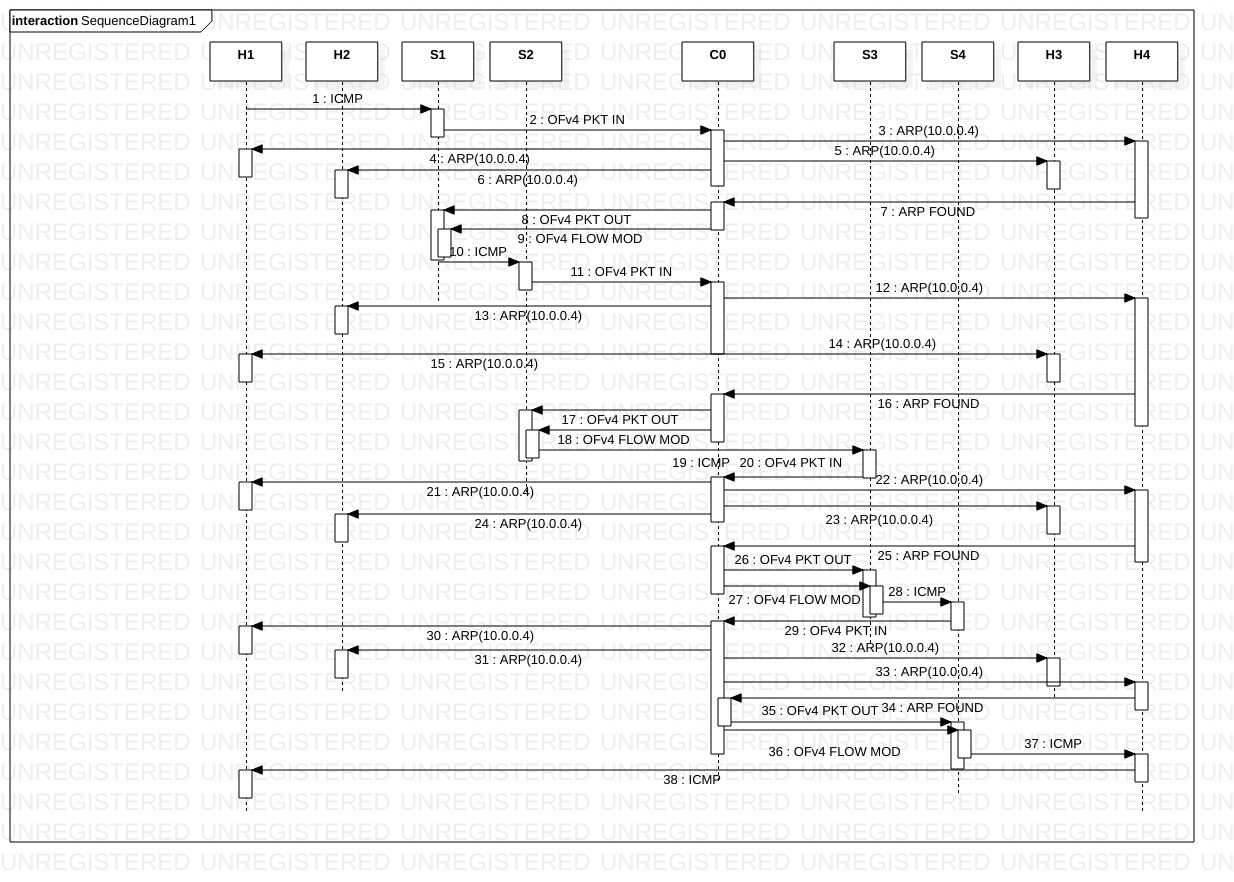 interaction SequenceDiagram1
H1 H2 S1 S2 C0 S3 S4 H3 H4
1 : ICMP
2 : OFv4 PKT IN
3 : ARP(10.0.0.4)
4 : ARP(10.0.0.4)
5 : ARP(10.0.0.4)
6 : ARP(10.0.0.4)
7 : ARP FOUND
8 : OFv4 PKT OUT
9 : OFv4 FLOW MOD
10 : ICMP
11 : OFv4 PKT IN
12 : ARP(10.0.0.4)
13 : ARP(10.0.0.4)
14 : ARP(10.0.0.4)
15 : ARP(10.0.0.4)
16 : ARP FOUND
17 : OFv4 PKT OUT
18 : OFv4 FLOW MOD
19 : ICMP
20 : OFv4 PKT IN
21 : ARP(10.0.0.4)
22 : ARP(10.0.0.4)
23 : ARP(10.0.0.4)
24 : ARP(10.0.0.4)
25 : ARP FOUND
26 : OFv4 PKT OUT
27 : OFv4 FLOW MOD
28 : ICMP
29 : OFv4 PKT IN
30 : ARP(10.0.0.4)
31 : ARP(10.0.0.4)
32 : ARP(10.0.0.4)
33 : ARP(10.0.0.4)
34 : ARP FOUND
35 : OFv4 PKT OUT
36 : OFv4 FLOW MOD
37 : ICMP
38 : ICMP
UNREGISTERED